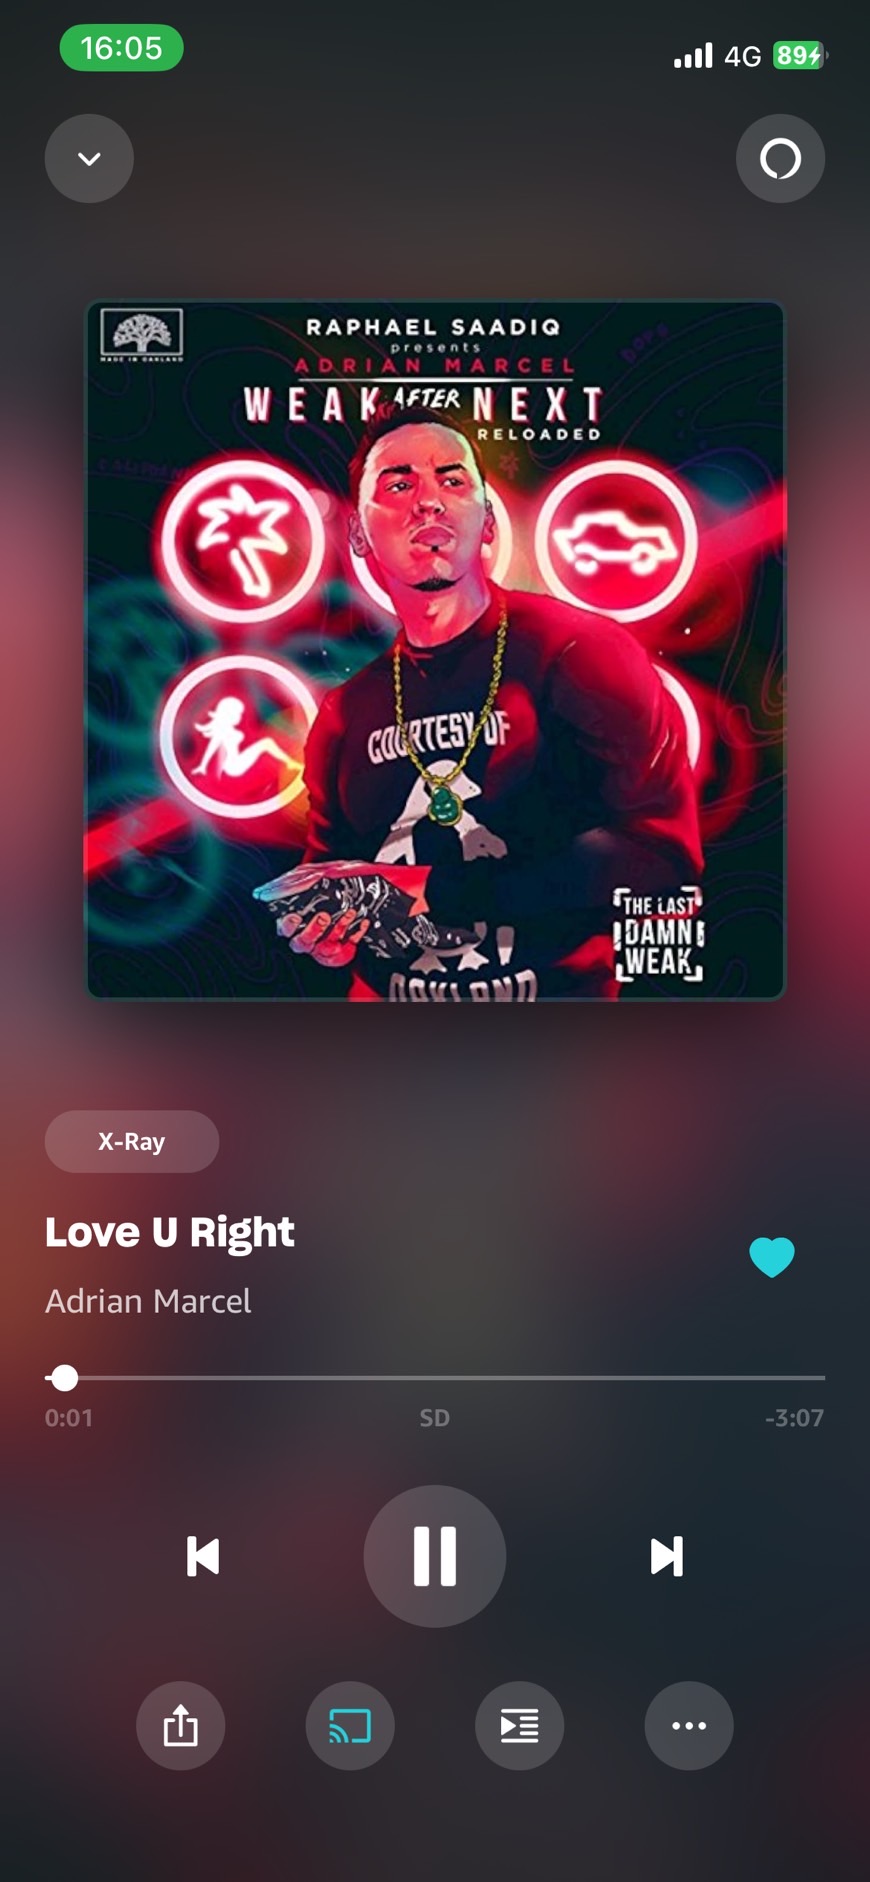 16:05
4G
89
MADE IN OAKLAND
RAPHAEL SAADIQ
presents
ADRIAN MARCEL
WEAK AFTER NEXT
RELOADED
DOPE
COURTESY OF
OAKLAND
THE LAST
DAMN
WEAK
X-Ray
Love U Right
Adrian Marcel
0:01
SD
-3:07